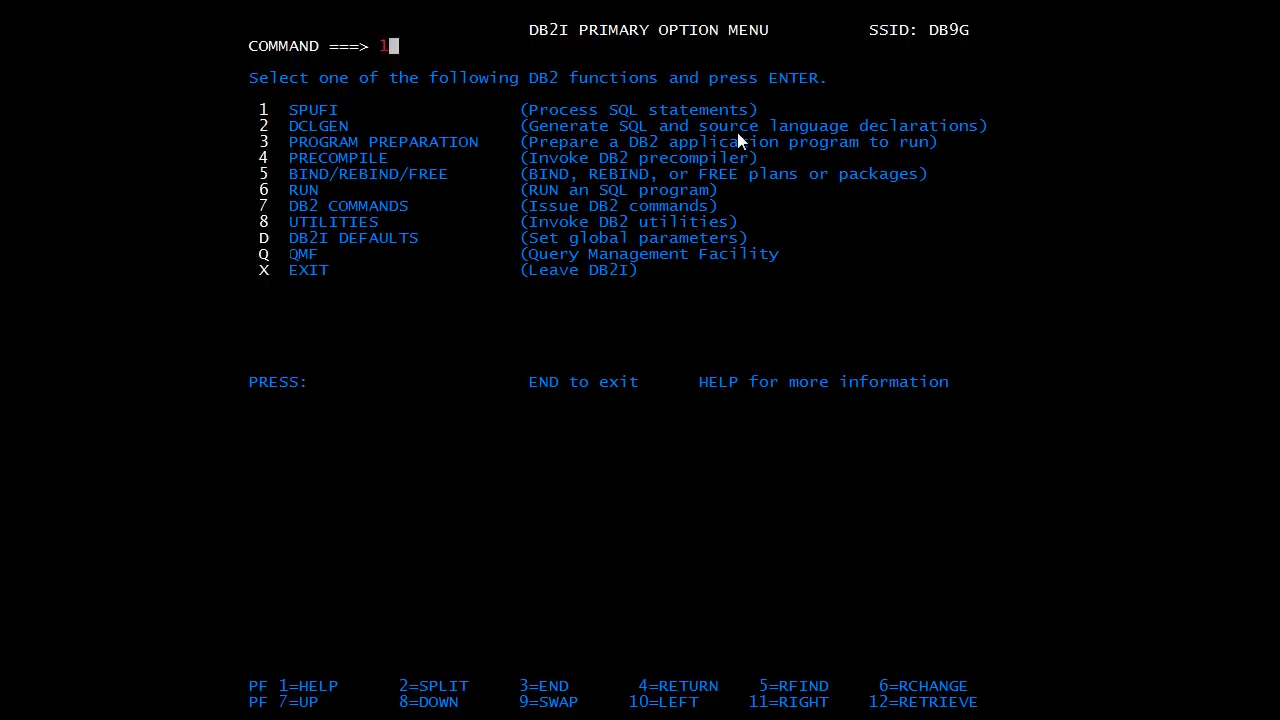 DB2I PRIMARY OPTION MENU SSID: DB9G
COMMAND ===> 1
Select one of the following DB2 functions and press ENTER.
1 SPUFI (Process SQL statements)
2 DCLGEN (Generate SQL and source language declarations)
3 PROGRAM PREPARATION (Prepare a DB2 application program to run)
4 PRECOMPILE (Invoke DB2 precompiler)
5 BIND/REBIND/FREE (BIND, REBIND, or FREE plans or packages)
6 RUN (RUN an SQL program)
7 DB2 COMMANDS (Issue DB2 commands)
8 UTILITIES (Invoke DB2 utilities)
D DB2I DEFAULTS (Set global parameters)
Q QMF (Query Management Facility
X EXIT (Leave DB2I)
PRESS: END to exit HELP for more information
PF 1=HELP 2=SPLIT 3=END 4=RETURN 5=RFIND 6=RCHANGE
PF 7=UP 8=DOWN 9=SWAP 10=LEFT 11=RIGHT 12=RETRIEVE